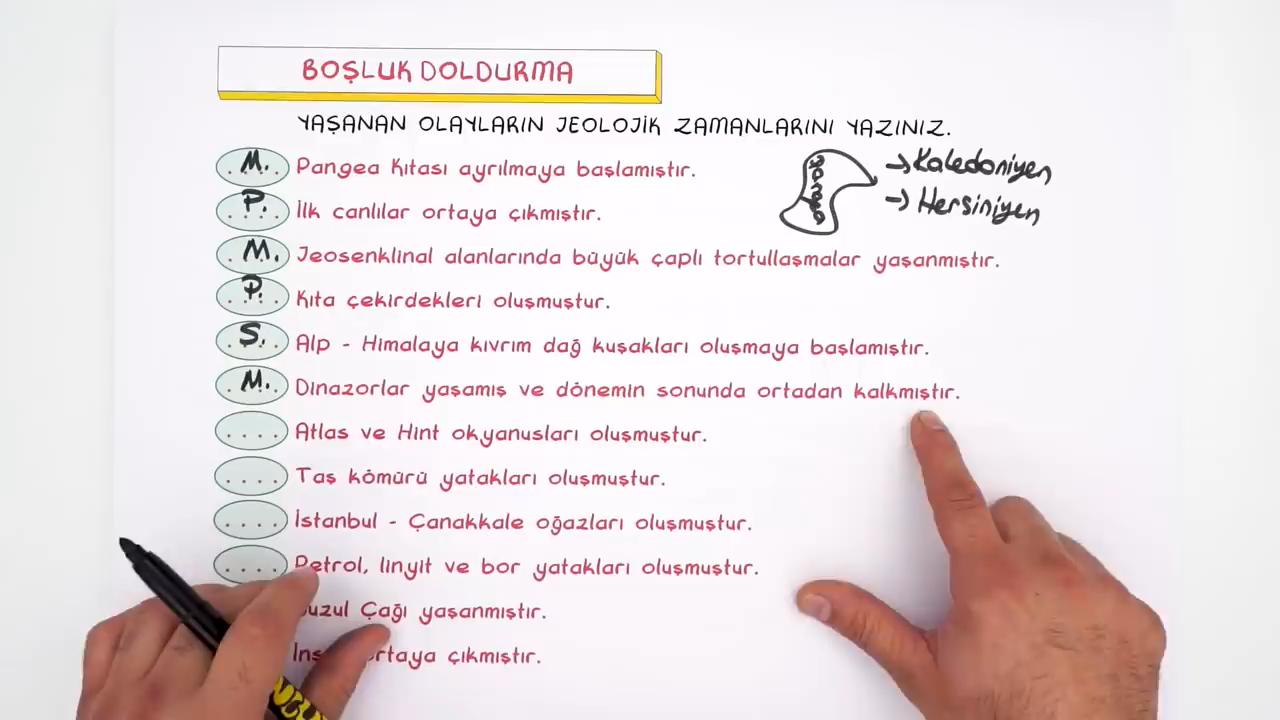 BOŞLUK DOLDURMA
YAŞANAN OLAYLARIN JEOLOJİK ZAMANLARINI YAZINIZ.
M. Pangea Kıtası ayrılmaya başlamıştır.
→ Kaledoniyen
P. İlk canlılar ortaya çıkmıştır.
→ Hersiniyen
M. Jeosenklinal alanlarında büyük çaplı tortullaşmalar yaşanmıştır.
P. Kıta çekirdekleri oluşmuştur.
S. Alp - Himalaya kıvrım dağ kuşakları oluşmaya başlamıştır.
M. Dinazorlar yaşamış ve dönemin sonunda ortadan kalkmıştır.
.... Atlas ve Hint okyanusları oluşmuştur.
.... Taş kömürü yatakları oluşmuştur.
.... İstanbul - Çanakkale oğazları oluşmuştur.
.... Petrol, linyit ve bor yatakları oluşmuştur.
Çağı yaşanmıştır.
ortaya çıkmıştır.